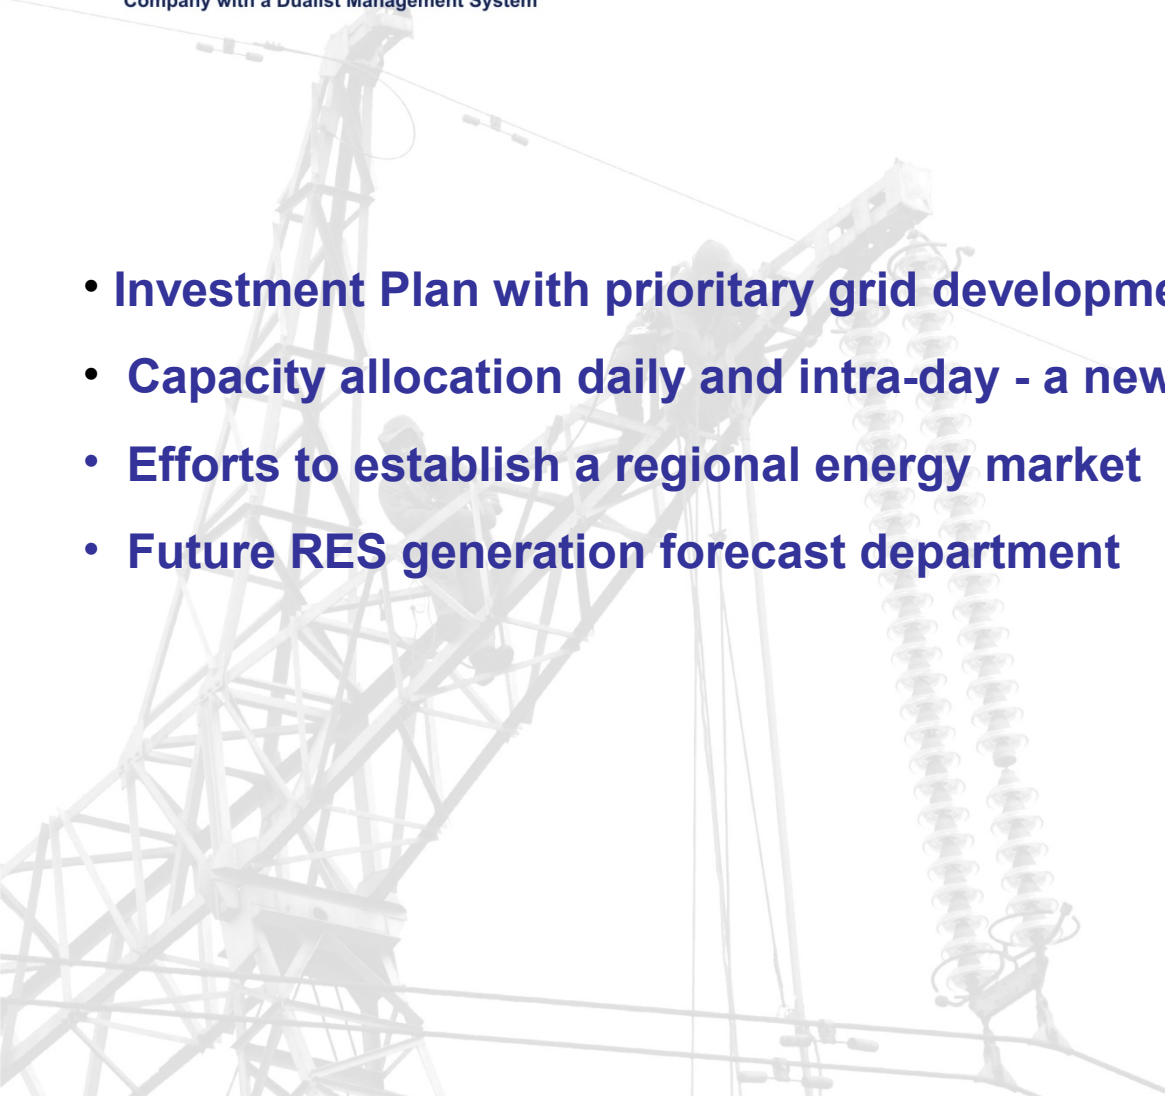 Company with a Dualist Management System
• Investment Plan with prioritary grid developme
• Capacity allocation daily and intra-day - a new
• Efforts to establish a regional energy market
• Future RES generation forecast department